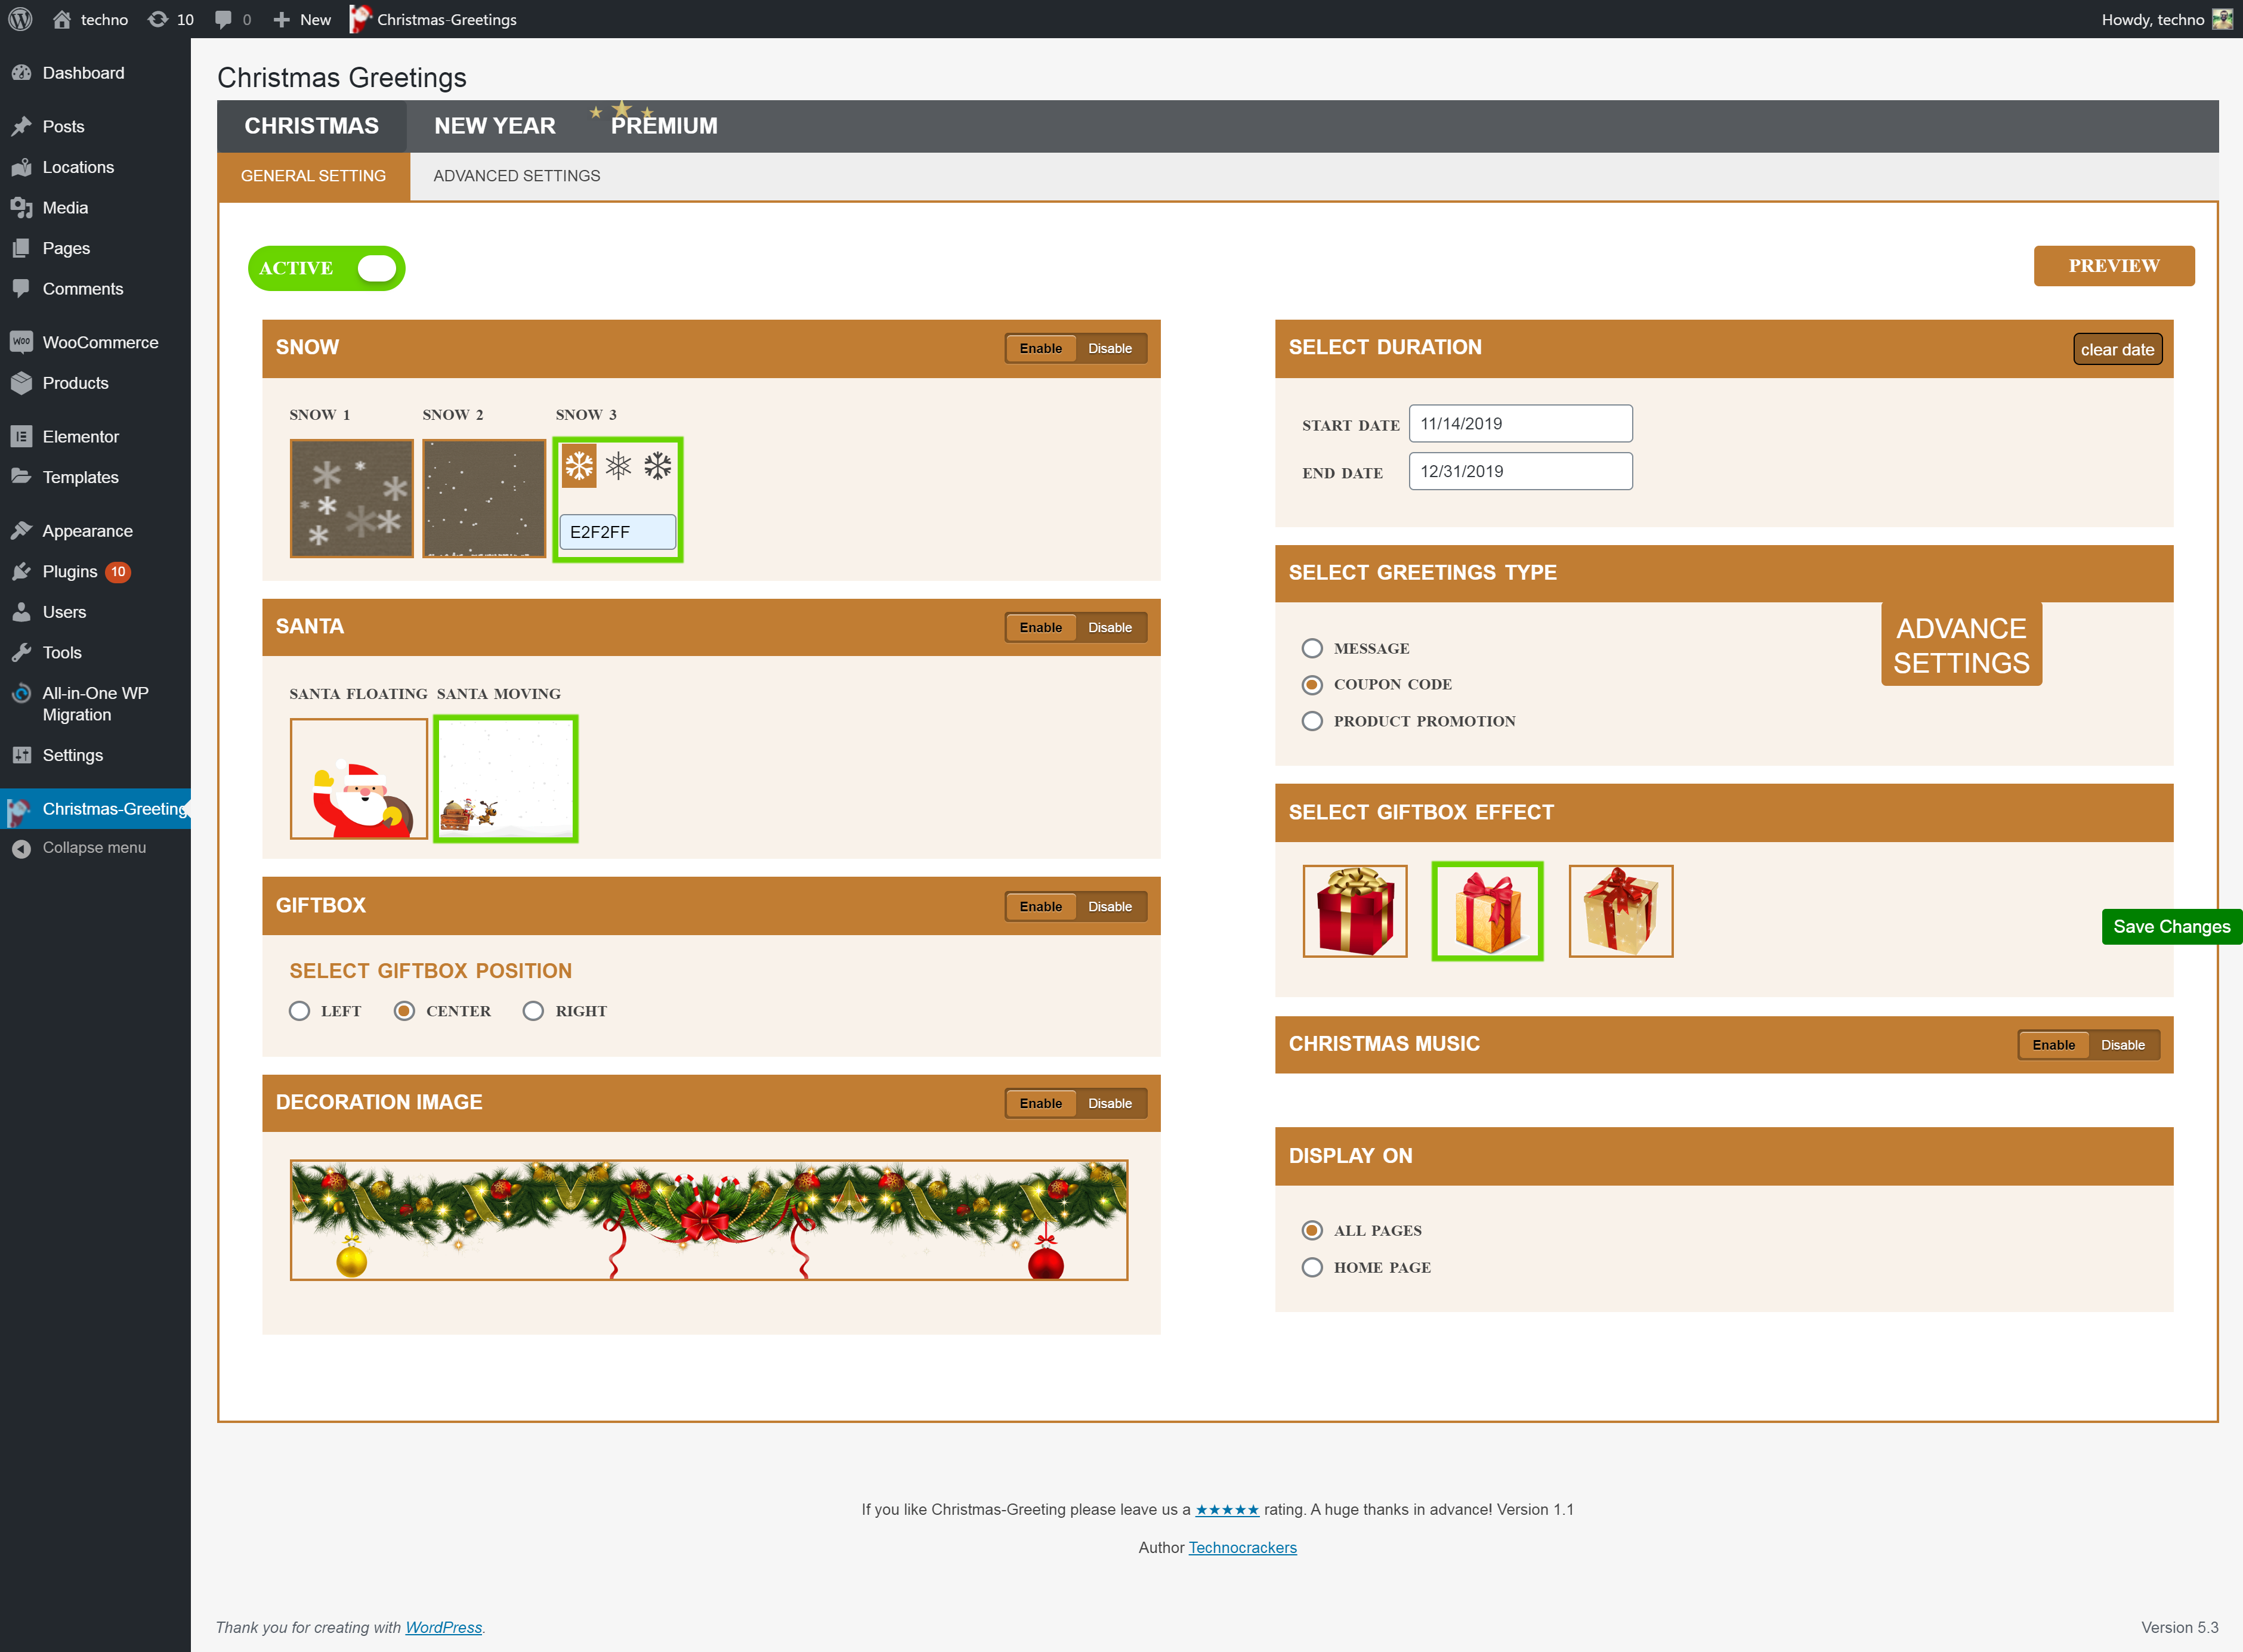 techno 10 0 New Christmas-Greetings Howdy, techno
Dashboard
Posts
Locations
Media
Pages
Comments
WOO WooCommerce
Products
Elementor
Templates
Appearance
Plugins 10
Users
Tools
All-in-One WP
Migration
Settings
Christmas-Greeting
Collapse menu
Christmas Greetings
CHRISTMAS NEW YEAR PREMIUM
GENERAL SETTING ADVANCED SETTINGS
ACTIVE
PREVIEW
SNOW Enable Disable
SNOW 1 SNOW 2 SNOW 3
E2F2FF
SANTA Enable Disable
SANTA FLOATING SANTA MOVING
GIFTBOX Enable Disable
SELECT GIFTBOX POSITION
LEFT CENTER RIGHT
DECORATION IMAGE Enable Disable
SELECT DURATION clear date
START DATE 11/14/2019
END DATE 12/31/2019
SELECT GREETINGS TYPE
MESSAGE
COUPON CODE
PRODUCT PROMOTION
ADVANCE
SETTINGS
SELECT GIFTBOX EFFECT
Save Changes
CHRISTMAS MUSIC Enable Disable
DISPLAY ON
ALL PAGES
HOME PAGE
If you like Christmas-Greeting please leave us a ★★★★★ rating. A huge thanks in advance! Version 1.1
Author Technocrackers
Thank you for creating with WordPress.
Version 5.3